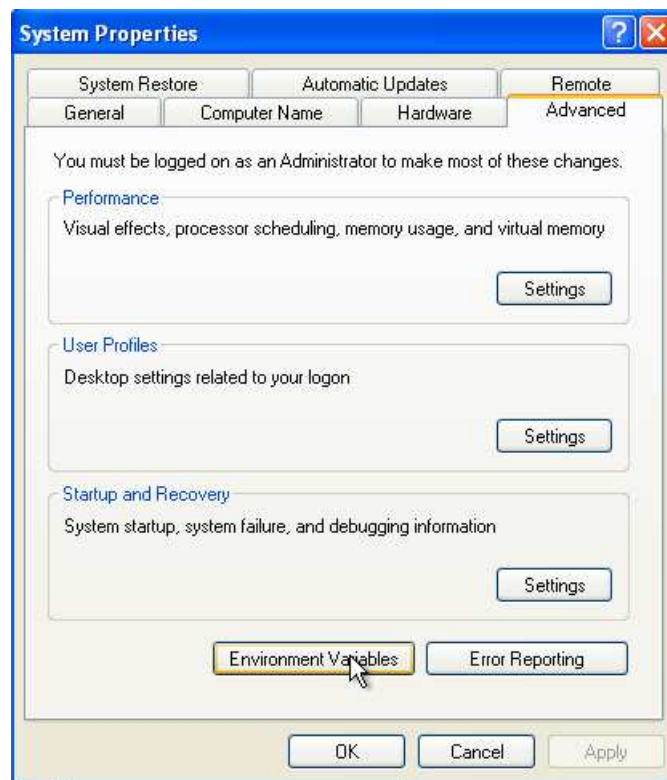 System Properties
?
X
System Restore
Automatic Updates
Remote
General
Computer Name
Hardware
Advanced
You must be logged on as an Administrator to make most of these changes.
Performance
Visual effects, processor scheduling, memory usage, and virtual memory
Settings
User Profiles
Desktop settings related to your logon
Settings
Startup and Recovery
System startup, system failure, and debugging information
Settings
Environment Variables
Error Reporting
OK
Cancel
Apply